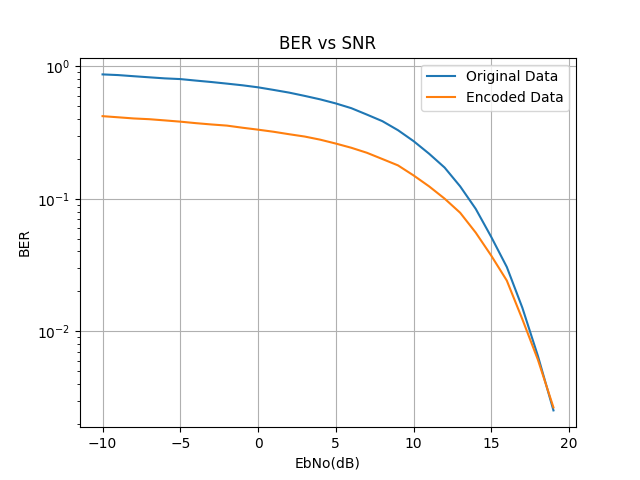 BER vs SNR
Original Data
Encoded Data
10⁰
10⁻¹
10⁻²
BER
−10
−5
0
5
10
15
20
EbNo(dB)